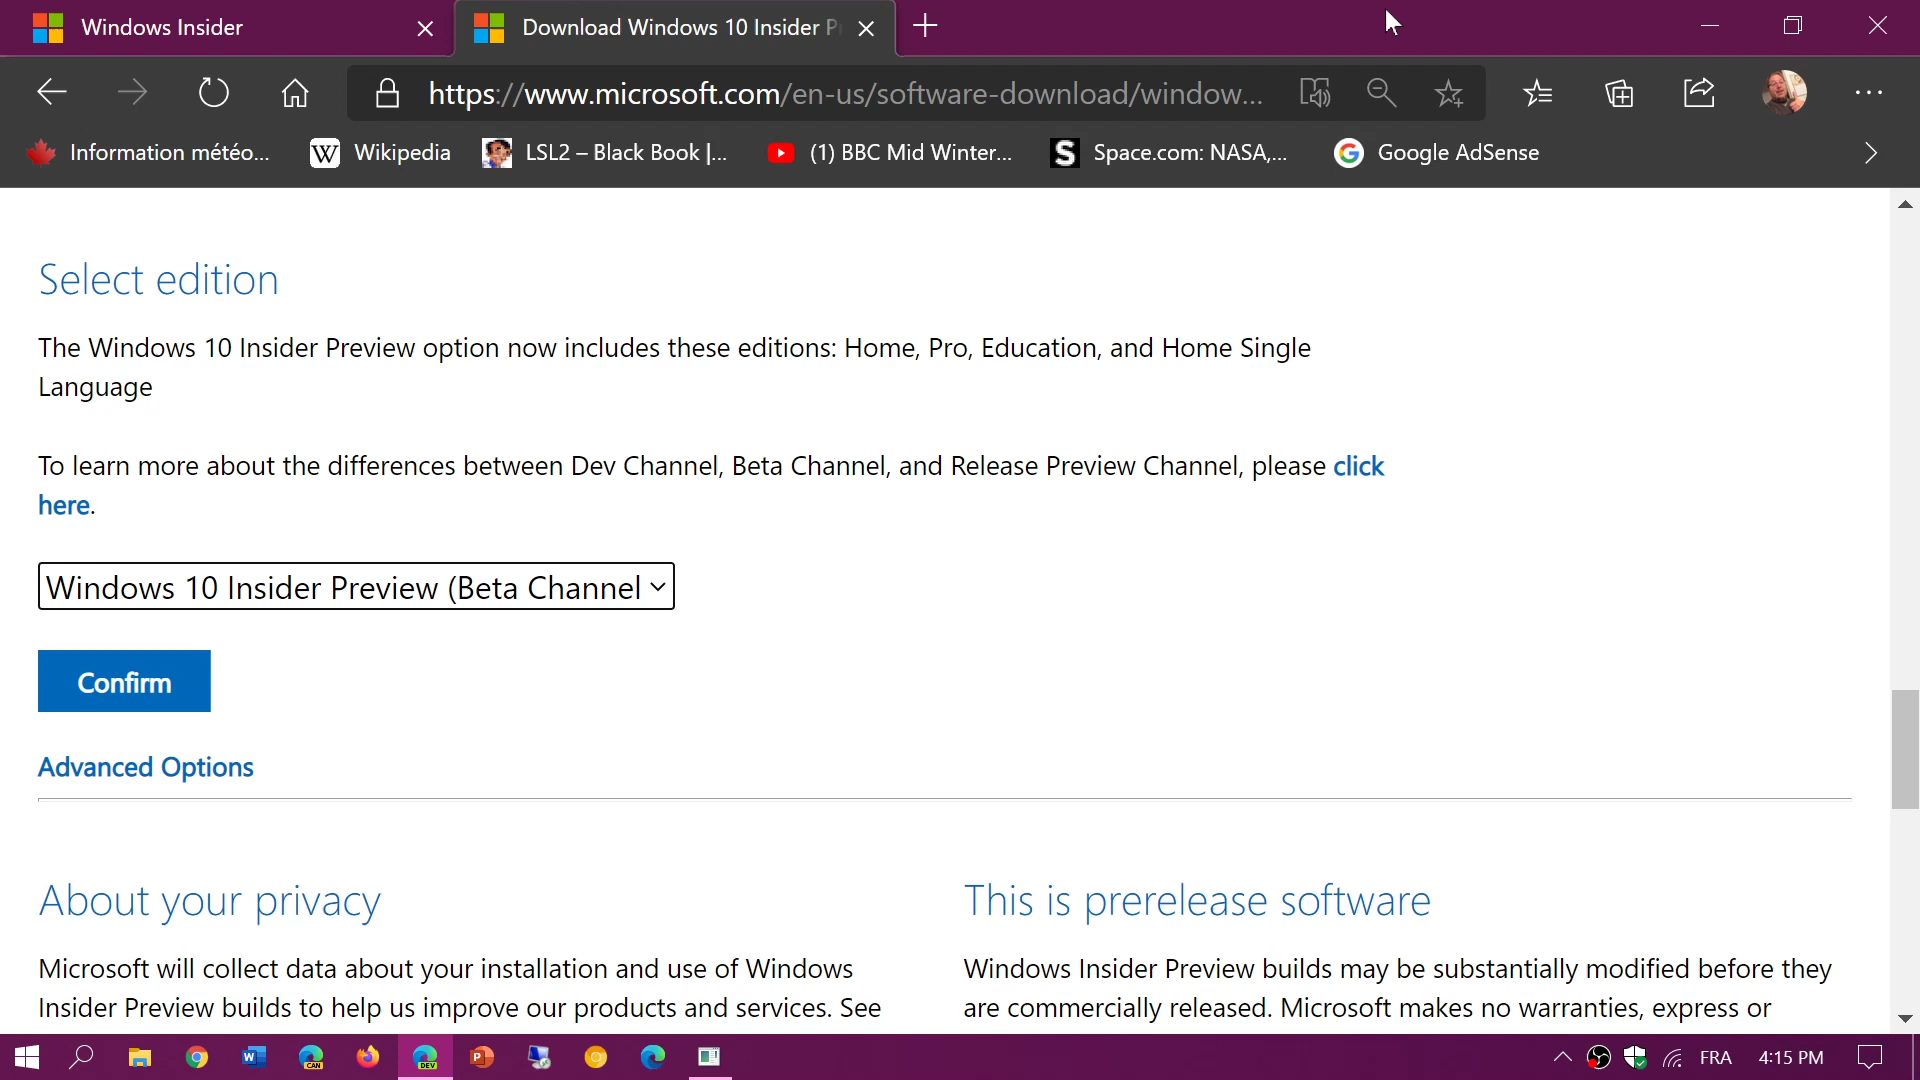 Windows Insider
Download Windows 10 Insider P
https://www.microsoft.com/en-us/software-download/window...
Information météo...
W Wikipedia
LSL2 – Black Book |...
(1) BBC Mid Winter...
S Space.com: NASA,...
G Google AdSense
Select edition
The Windows 10 Insider Preview option now includes these editions: Home, Pro, Education, and Home Single
Language
To learn more about the differences between Dev Channel, Beta Channel, and Release Preview Channel, please click
here.
Windows 10 Insider Preview (Beta Channel
Confirm
Advanced Options
About your privacy
Microsoft will collect data about your installation and use of Windows
Insider Preview builds to help us improve our products and services. See
This is prerelease software
Windows Insider Preview builds may be substantially modified before they
are commercially released. Microsoft makes no warranties, express or
W
CAN
DEV
P
FRA
4:15 PM